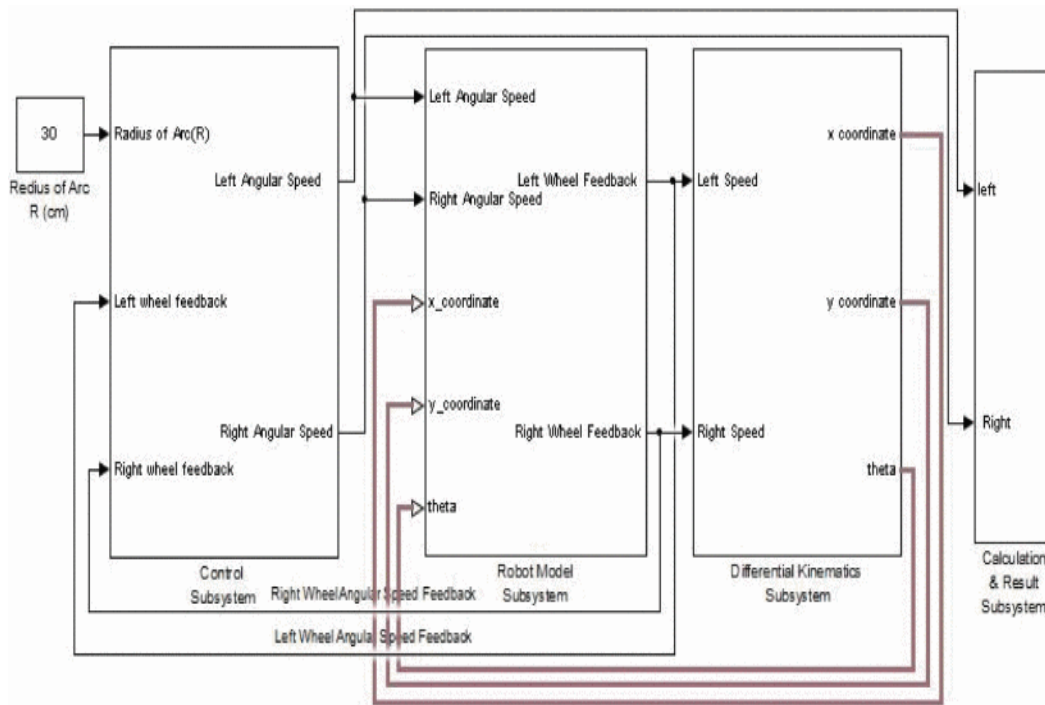 30
Redius of Arc
R (cm)
Radius of Arc(R)
Left Angular Speed
Left wheel feedback
Right Angular Speed
Right wheel feedback
Control
Subsystem
Left Angular Speed
Left Wheel Feedback
Right Angular Speed
x_coordinate
y_coordinate
Right Wheel Feedback
theta
Robot Model
Subsystem
Left Speed
x coordinate
y coordinate
Right Speed
theta
Differential Kinematics
Subsystem
left
Right
Calculation
& Result
Subsystem
Right Wheel Angular Speed Feedback
Left Wheel Angular Speed Feedback